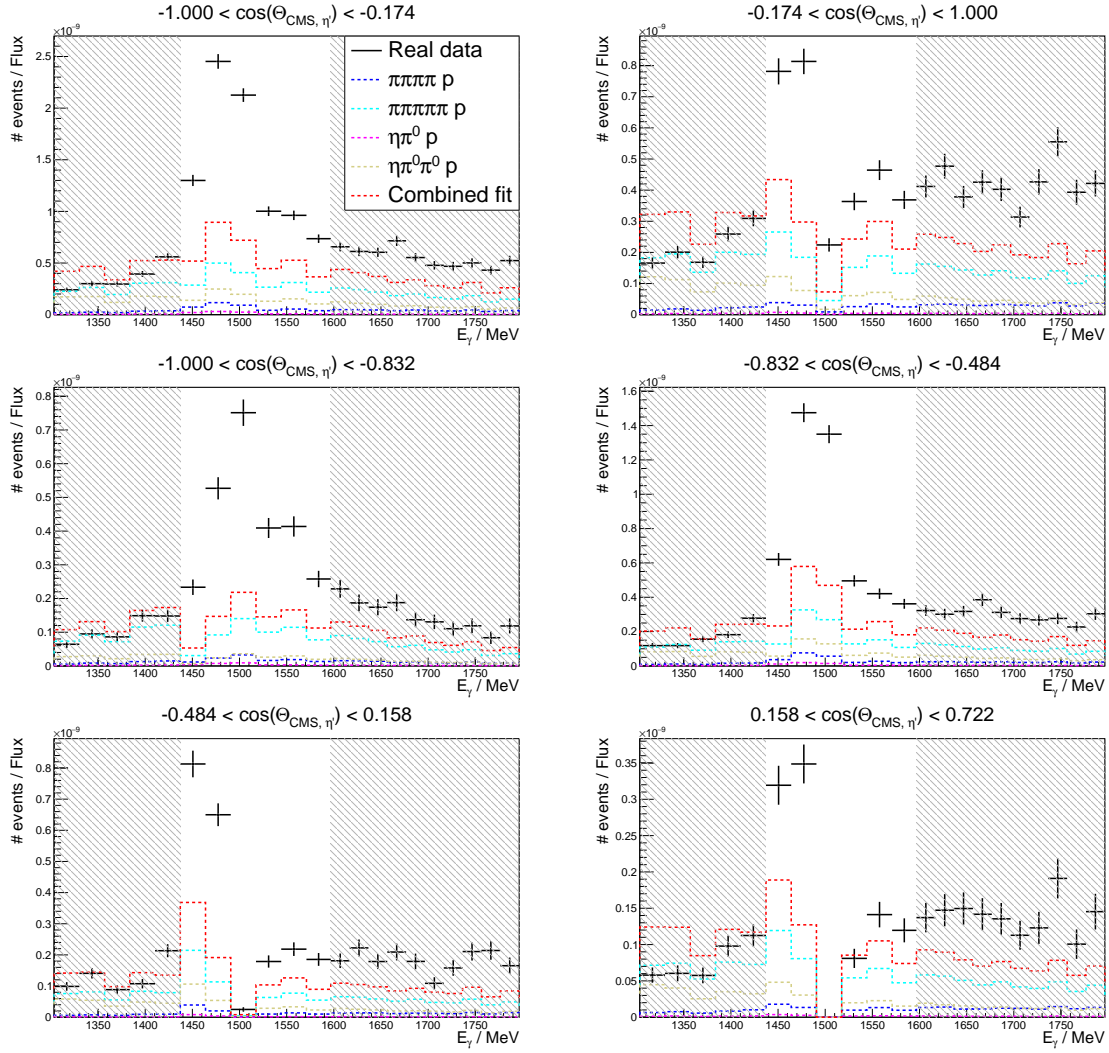 -1.000 < cos(Θ_CMS, η') < -0.174
×10⁻⁹
# events / Flux
2.5
2
1.5
1
0.5
0
1350 1400 1450 1500 1550 1600 1650 1700 1750
E_γ / MeV
Real data
ππππ p
πππππ p
ηπ⁰ p
ηπ⁰π⁰ p
Combined fit
-0.174 < cos(Θ_CMS, η') < 1.000
×10⁻⁹
# events / Flux
0.8
0.7
0.6
0.5
0.4
0.3
0.2
0.1
0
1350 1400 1450 1500 1550 1600 1650 1700 1750
E_γ / MeV
-1.000 < cos(Θ_CMS, η') < -0.832
×10⁻⁹
# events / Flux
0.8
0.7
0.6
0.5
0.4
0.3
0.2
0.1
0
1350 1400 1450 1500 1550 1600 1650 1700 1750
E_γ / MeV
-0.832 < cos(Θ_CMS, η') < -0.484
×10⁻⁹
# events / Flux
1.6
1.4
1.2
1
0.8
0.6
0.4
0.2
0
1350 1400 1450 1500 1550 1600 1650 1700 1750
E_γ / MeV
-0.484 < cos(Θ_CMS, η') < 0.158
×10⁻⁹
# events / Flux
0.8
0.7
0.6
0.5
0.4
0.3
0.2
0.1
0
1350 1400 1450 1500 1550 1600 1650 1700 1750
E_γ / MeV
0.158 < cos(Θ_CMS, η') < 0.722
×10⁻⁹
# events / Flux
0.35
0.3
0.25
0.2
0.15
0.1
0.05
0
1350 1400 1450 1500 1550 1600 1650 1700 1750
E_γ / MeV